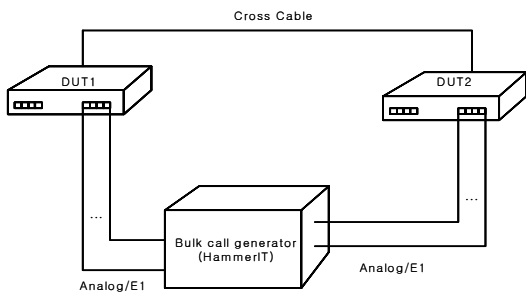 Cross Cable
DUT1
DUT2
...
...
Bulk call generator
(HammerIT)
Analog/E1
Analog/E1